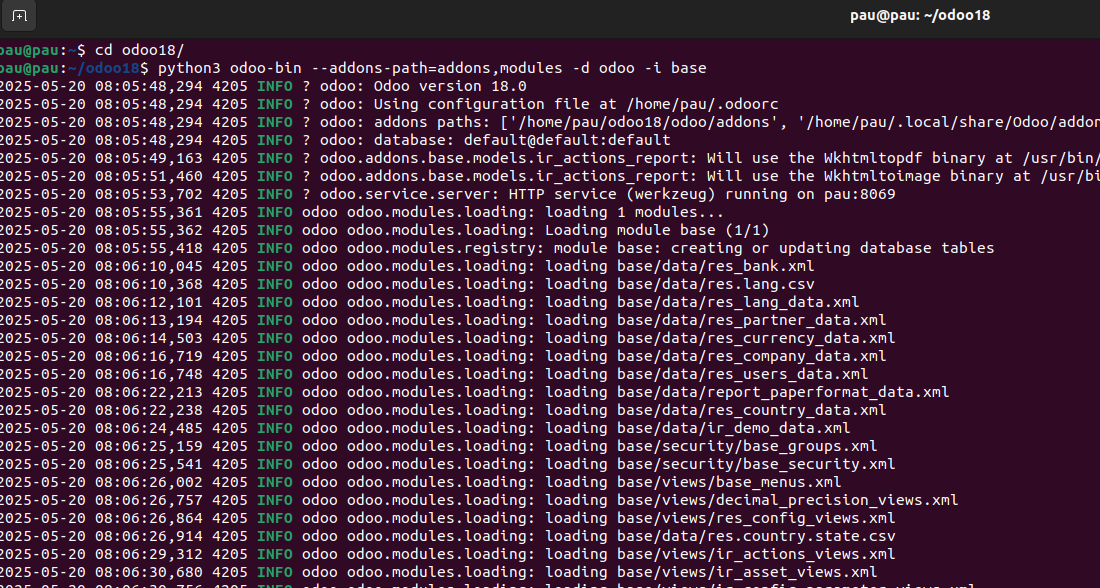 pau@pau: ~/odoo18
pau@pau:~$ cd odoo18/
pau@pau:~/odoo18$ python3 odoo-bin --addons-path=addons,modules -d odoo -i base
2025-05-20 08:05:48,294 4205 INFO ? odoo: Odoo version 18.0
2025-05-20 08:05:48,294 4205 INFO ? odoo: Using configuration file at /home/pau/.odoorc
2025-05-20 08:05:48,294 4205 INFO ? odoo: addons paths: ['/home/pau/odoo18/odoo/addons', '/home/pau/.local/share/Odoo/addon
2025-05-20 08:05:48,294 4205 INFO ? odoo: database: default@default:default
2025-05-20 08:05:49,163 4205 INFO ? odoo.addons.base.models.ir_actions_report: Will use the Wkhtmltopdf binary at /usr/bin/
2025-05-20 08:05:51,460 4205 INFO ? odoo.addons.base.models.ir_actions_report: Will use the Wkhtmltoimage binary at /usr/bi
2025-05-20 08:05:53,702 4205 INFO ? odoo.service.server: HTTP service (werkzeug) running on pau:8069
2025-05-20 08:05:55,361 4205 INFO odoo odoo.modules.loading: loading 1 modules...
2025-05-20 08:05:55,362 4205 INFO odoo odoo.modules.loading: Loading module base (1/1)
2025-05-20 08:05:55,418 4205 INFO odoo odoo.modules.registry: module base: creating or updating database tables
2025-05-20 08:06:10,045 4205 INFO odoo odoo.modules.loading: loading base/data/res_bank.xml
2025-05-20 08:06:10,368 4205 INFO odoo odoo.modules.loading: loading base/data/res.lang.csv
2025-05-20 08:06:12,101 4205 INFO odoo odoo.modules.loading: loading base/data/res_lang_data.xml
2025-05-20 08:06:13,194 4205 INFO odoo odoo.modules.loading: loading base/data/res_partner_data.xml
2025-05-20 08:06:14,503 4205 INFO odoo odoo.modules.loading: loading base/data/res_currency_data.xml
2025-05-20 08:06:16,719 4205 INFO odoo odoo.modules.loading: loading base/data/res_company_data.xml
2025-05-20 08:06:16,748 4205 INFO odoo odoo.modules.loading: loading base/data/res_users_data.xml
2025-05-20 08:06:22,213 4205 INFO odoo odoo.modules.loading: loading base/data/report_paperformat_data.xml
2025-05-20 08:06:22,238 4205 INFO odoo odoo.modules.loading: loading base/data/res_country_data.xml
2025-05-20 08:06:24,485 4205 INFO odoo odoo.modules.loading: loading base/data/ir_demo_data.xml
2025-05-20 08:06:25,159 4205 INFO odoo odoo.modules.loading: loading base/security/base_groups.xml
2025-05-20 08:06:25,541 4205 INFO odoo odoo.modules.loading: loading base/security/base_security.xml
2025-05-20 08:06:26,002 4205 INFO odoo odoo.modules.loading: loading base/views/base_menus.xml
2025-05-20 08:06:26,757 4205 INFO odoo odoo.modules.loading: loading base/views/decimal_precision_views.xml
2025-05-20 08:06:26,864 4205 INFO odoo odoo.modules.loading: loading base/views/res_config_views.xml
2025-05-20 08:06:26,914 4205 INFO odoo odoo.modules.loading: loading base/data/res.country.state.csv
2025-05-20 08:06:29,312 4205 INFO odoo odoo.modules.loading: loading base/views/ir_actions_views.xml
2025-05-20 08:06:30,680 4205 INFO odoo odoo.modules.loading: loading base/views/ir_asset_views.xml